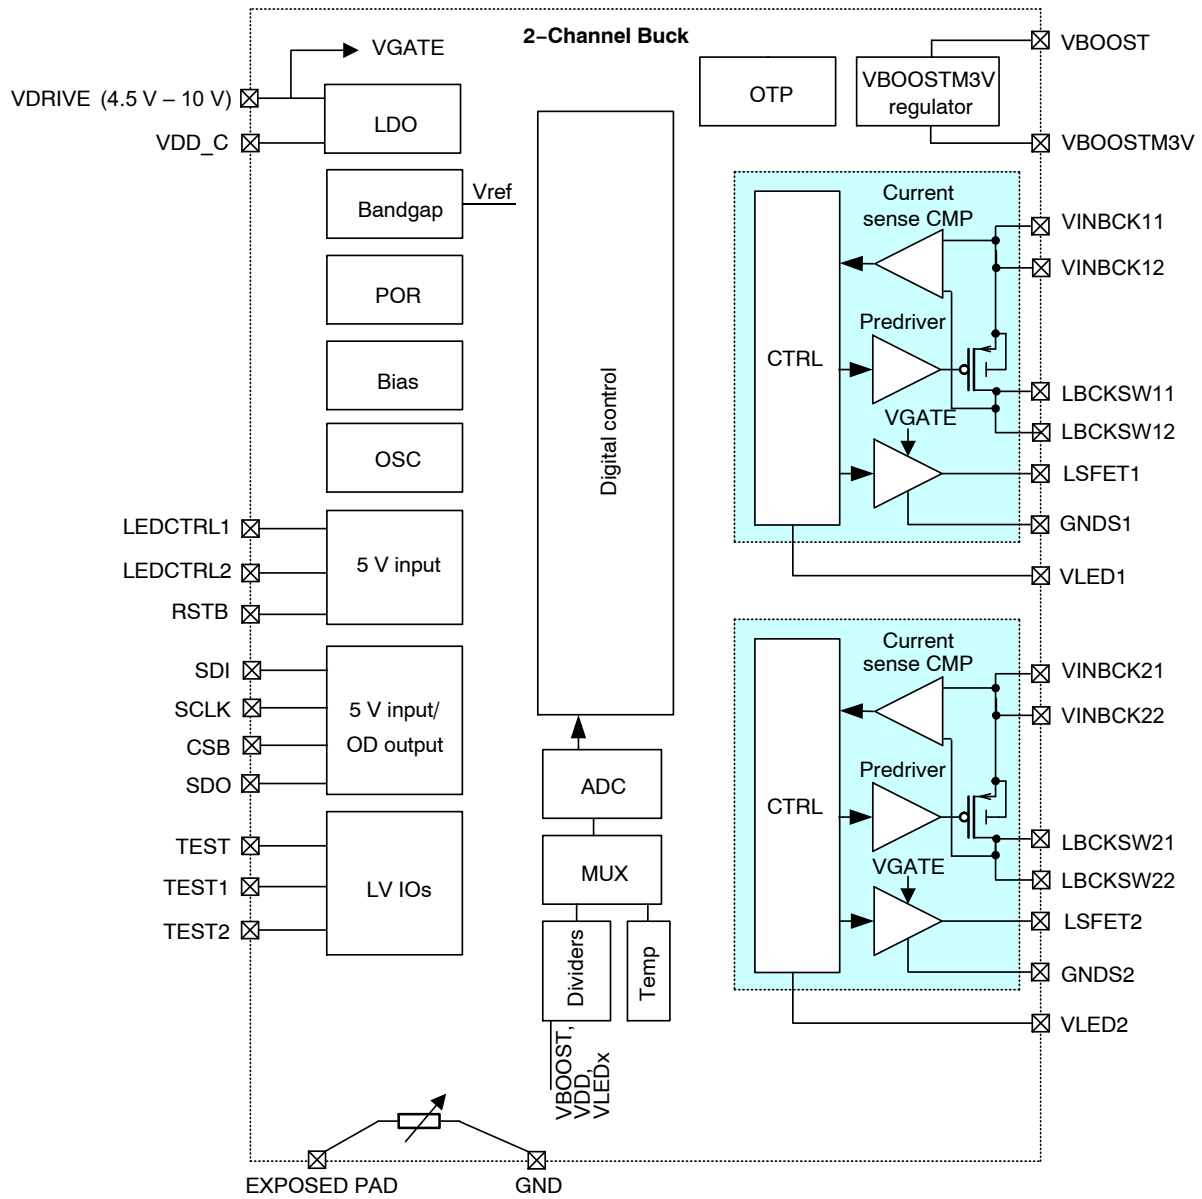 2–Channel Buck
VGATE
VDRIVE (4.5 V – 10 V)
VDD_C
LDO
Bandgap
Vref
POR
Bias
OSC
LEDCTRL1
LEDCTRL2
RSTB
5 V input
SDI
SCLK
CSB
SDO
5 V input/
OD output
TEST
TEST1
TEST2
LV IOs
Digital control
ADC
MUX
Dividers
Temp
VBOOST,
VDD,
VLEDx
EXPOSED PAD
GND
OTP
VBOOSTM3V
regulator
VBOOST
VBOOSTM3V
Current
sense CMP
CTRL
Predriver
VGATE
VINBCK11
VINBCK12
LBCKSW11
LBCKSW12
LSFET1
GNDS1
VLED1
Current
sense CMP
CTRL
Predriver
VGATE
VINBCK21
VINBCK22
LBCKSW21
LBCKSW22
LSFET2
GNDS2
VLED2